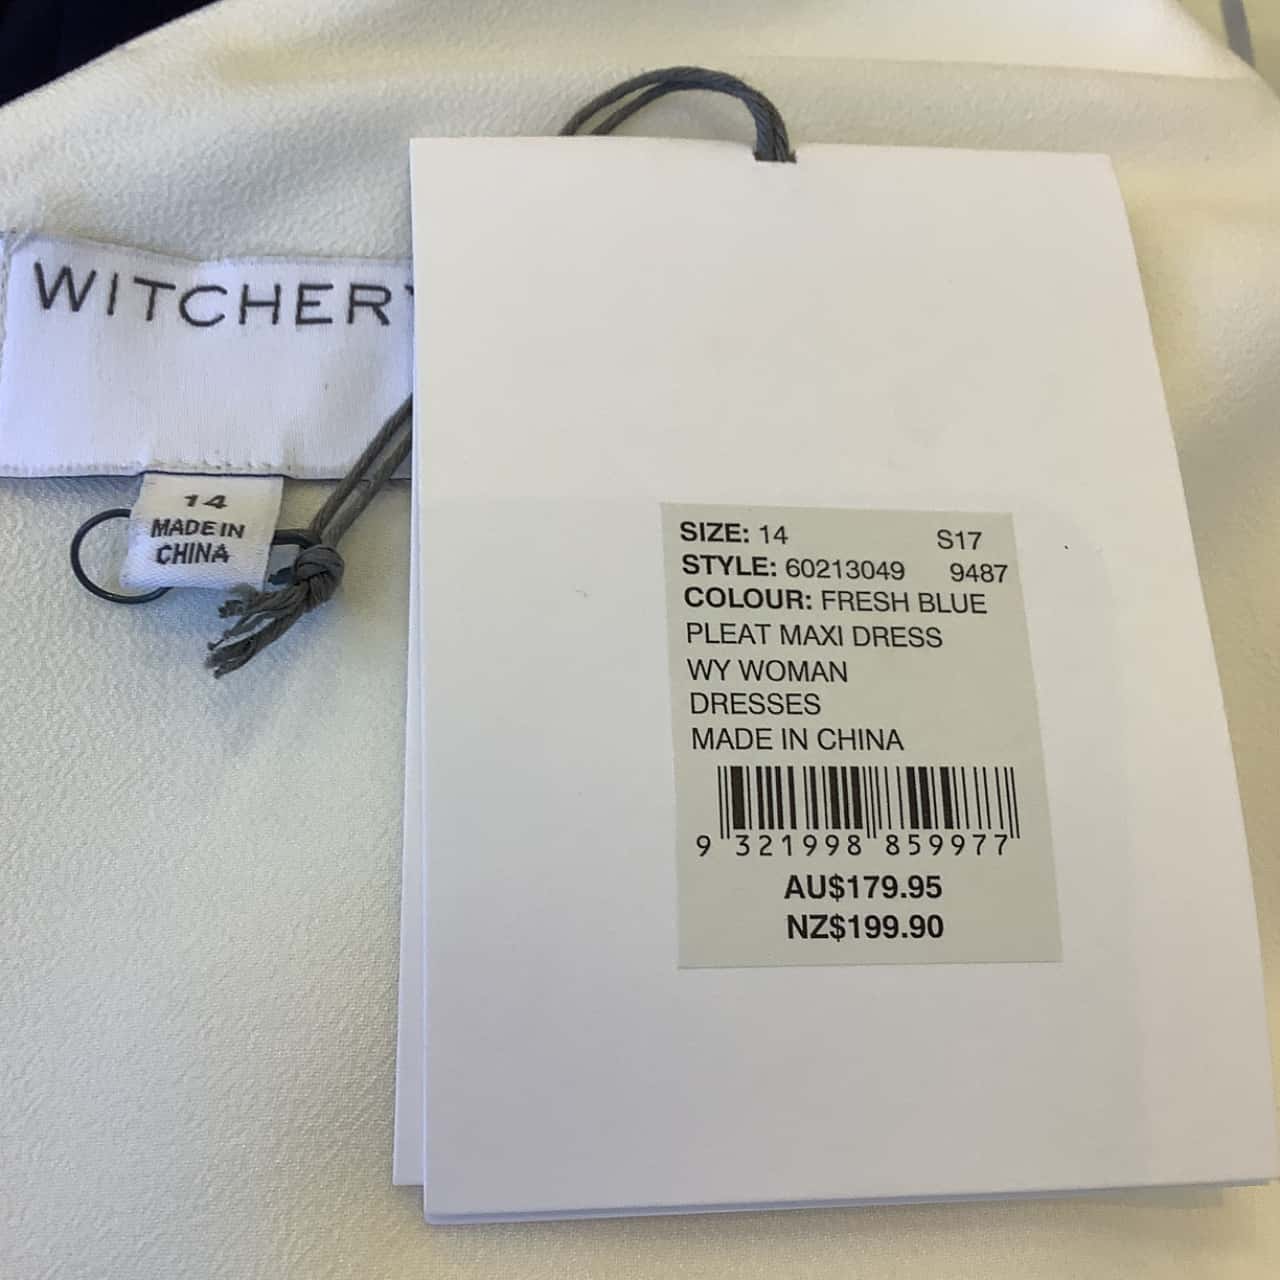 WITCHERY
14
MADE IN
CHINA
SIZE: 14 S17
STYLE: 60213049 9487
COLOUR: FRESH BLUE
PLEAT MAXI DRESS
WY WOMAN
DRESSES
MADE IN CHINA
9 321998 859977
AU$179.95
NZ$199.90